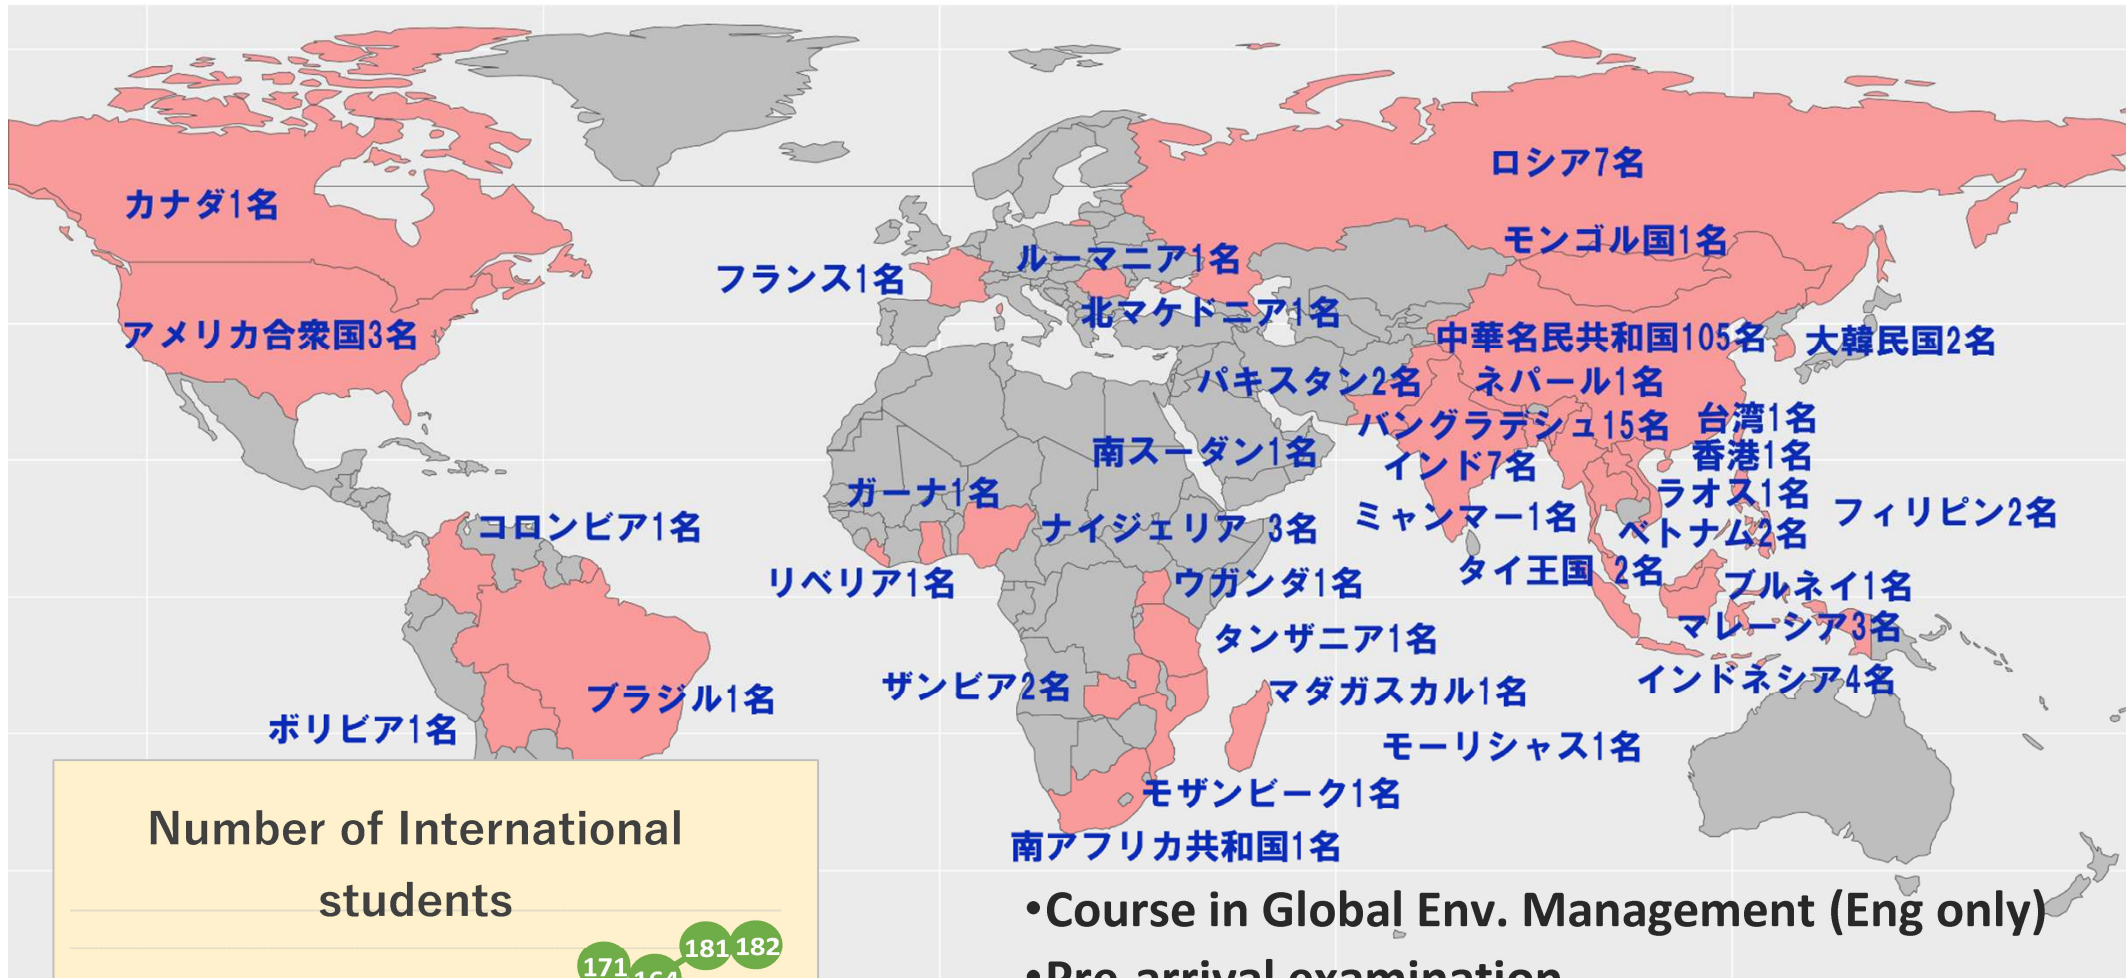 カナダ1名
ロシア7名
モンゴル国1名
ルーマニア1名
フランス1名
北マケドニア1名
アメリカ合衆国3名
中華名民共和国105名
大韓民国2名
パキスタン2名
ネパール1名
バングラデシュ15名
台湾1名
南スーダン1名
インド7名
香港1名
ガーナ1名
ラオス1名
フィリピン2名
コロンビア1名
ナイジェリア 3名
ミャンマー1名
ベトナム2名
リベリア1名
ウガンダ1名
タイ王国 2名
ブルネイ1名
タンザニア1名
マレーシア3名
ザンビア2名
マダガスカル1名
インドネシア4名
ブラジル1名
ボリビア1名
モーリシャス1名
モザンビーク1名
南アフリカ共和国1名
Number of International
students
171
164
181
182
•Course in Global Env. Management (Eng only)
•Pre-arrival examination